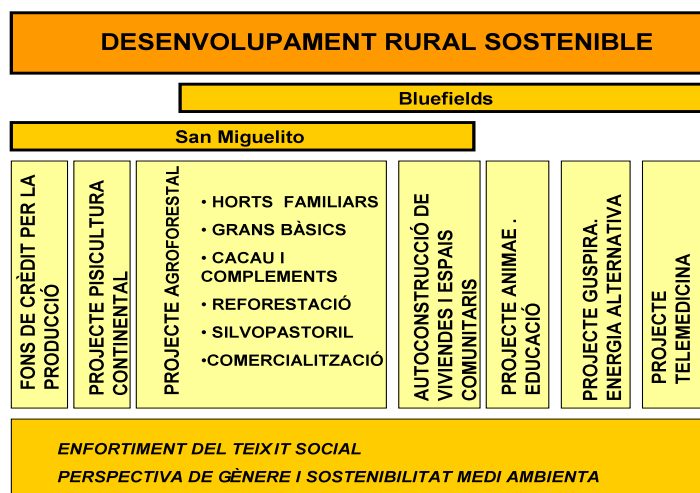 DESENVOLUPAMENT RURAL SOSTENIBLE
Bluefields
San Miguelito
FONS DE CRÈDIT PER LA
PRODUCCIÓ
PROJECTE PISICULTURA
CONTINENTAL
PROJECTE AGROFORESTAL
• HORTS FAMILIARS
• GRANS BÀSICS
• CACAU I
COMPLEMENTS
• REFORESTACIÓ
• SILVOPASTORIL
•COMERCIALITZACIÓ
AUTOCONSTRUCCIÓ DE
VIVIENDES I ESPAIS
COMUNITARIS
PROJECTE ANIMAE .
EDUCACIÓ
PROJECTE GUSPIRA.
ENERGIA ALTERNATIVA
PROJECTE
TELEMEDICINA
ENFORTIMENT DEL TEIXIT SOCIAL
PERSPECTIVA DE GÈNERE I SOSTENIBILITAT MEDI AMBIENTA